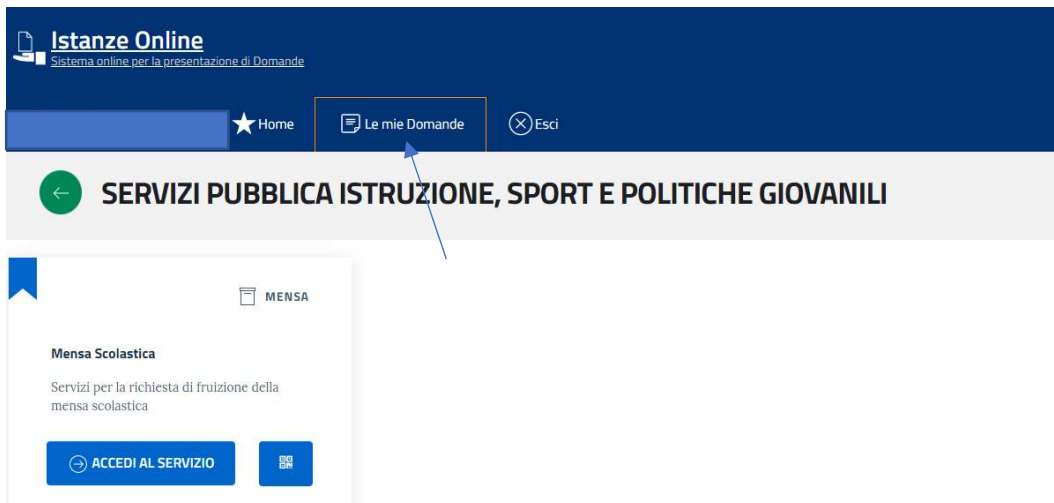 Istanze Online
Sistema online per la presentazione di Domande
Home
Le mie Domande
Esci
SERVIZI PUBBLICA ISTRUZIONE, SPORT E POLITICHE GIOVANILI
MENSA
Mensa Scolastica
Servizi per la richiesta di fruizione della
mensa scolastica
ACCEDI AL SERVIZIO